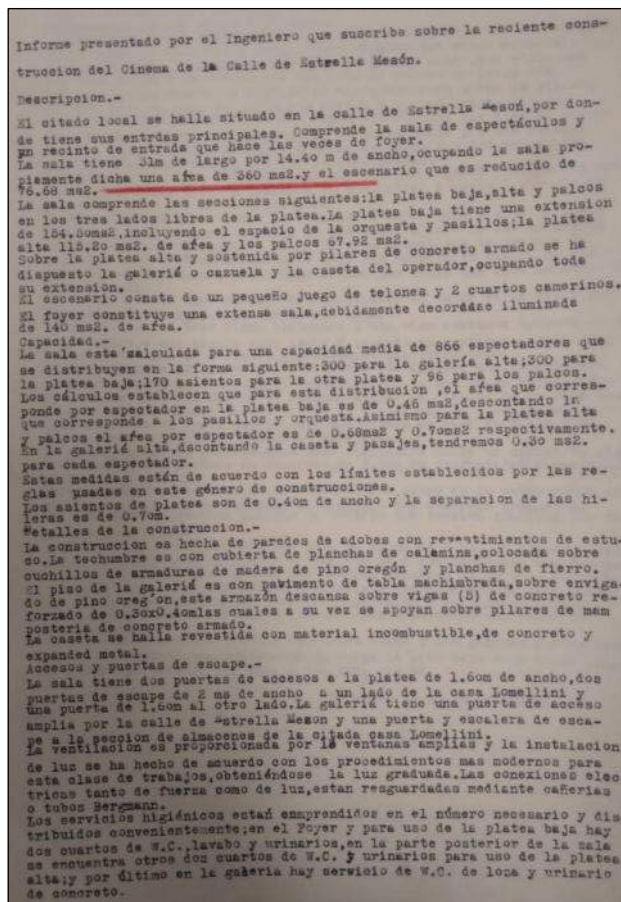 Informe presentado por el Ingeniero que suscribe sobre la reciente cons-
truccion del Cinema de la Calle de Estrella Mesón.
Descripcion.-
El citado local se halla situado en la calle de Estrella Mesón,por don-
de tiene sus entrdas principales. Comprende la sala de espectáculos y
un recinto de entrada que hace las veces de foyer.
La sala tiene 31m de largo por 14.40 m de ancho,ocupando la sala pro-
piamente dicha una area de 360 ms2.y el escenario que es reducido de
76.68 ms2.
La sala comprende las secciones siguientes:la platea baja,alta y palcos
en los tres lados libres de la platea.La platea baja tiene una extension
de 184.30ms2,incluyendo el espacio de la orquesta y pasillos;la platea
alta 115.20 ms2. de area y los palcos 67.92 ms2.
Sobre la platea alta y sostenida por pilares de concreto armado se ha
dispuesto la galerié o cazuela y la caseta del operador,ocupando toda
su extension.
El escenario consta de un pequeño juego de telones y 2 cuartos camerinos.
El foyer constituye una extensa sala,debidamente decordac iluminada
de 140 ms2. de area.
Capacidad.-
La sala esta calculada para una capacidad media de 866 espectadores que
se distribuyen en la forma siguiente:300 para la galería alta;300 para
la platea baja;170 asientos para la otra platea y 96 para los palcos.
Los cálculos establecen que para esta distribucion ,el area que corres-
ponde por espectador en la platea baja es de 0.46 ms2,descontando la
que corresponde a los pasillos y orquesta.Asimismo para la platea alta
y palcos el area por espectador es de 0.68ms2 y 0.70ms2 respectivamente.
En la galeriá alta,dscontando la caseta y pasajes,tendremos 0.30 ms2.
para cada espectador.
Estas medidas están de acuerdo con los límites establecidos por las re-
glas usadas en este género de construcciones.
Los asientos de platea son de 0.40m de ancho y la separacion de las hi-
leras es de 0.70m.
Detalles de la construccion.-
La construccion es hecha de paredes de adobes con revestimientos de estu-
co.La techumbre es con cubierta de planchas de calamina,colocada sobre
cuchillos de armaduras de madera de pino oregón y planchas de fierro.
El piso de la galeriá es con pavimento de tabla machimbrada,sobre enviga-
do de pino oreg´on,este armazón descansa sobre vigas (5) de concreto re-
forzado de 0.30x0.40mlas cuales a su vez se apoyan sobre pilares de mam
posteria de concreto armado.
La caseta se halla revestida con material incombustible,de concreto y
expanded metal.
Accesos y puertas de escape.-
La sala tiene dos puertas de accesos a la platea de 1.60m de ancho,dos
puertas de escape de 2 ms de ancho a un lado de la casa Lomellini y
una puerta de 1.60m al otro lado.La galeriá tiene una puerta de acceso
amplia por la calle de Estrella Meson y una puerta y escalera de esca-
pe a la seccion de almacenes de la citada casa Lomellini.
La ventilacion es proporcionada por 18 ventanas amplias y la instalacion
de luz se ha hecho de acuerdo con los procedimientos mas modernos para
esta clase de trabajos,obteniéndose la luz graduada.Las conexiones elec
tricas tanto de fuerza como de luz,estan resguardadas mediante cañerias
o tubos Bergmann.
Los servicios higiénicos estań emprendidos en el número necesario y dis
tribuidos convenientemente;en el Foyer y para uso de la platea baja hay
dos cuartos de W.C.,lavabo y urinarios,en la parte posterior de la sala
se encuentra otros dos cuartos de W.C. y urinarios para uso de la platea
alta;y por último en la galeria hay servicio de W.C. de loza y urinario
de concreto.